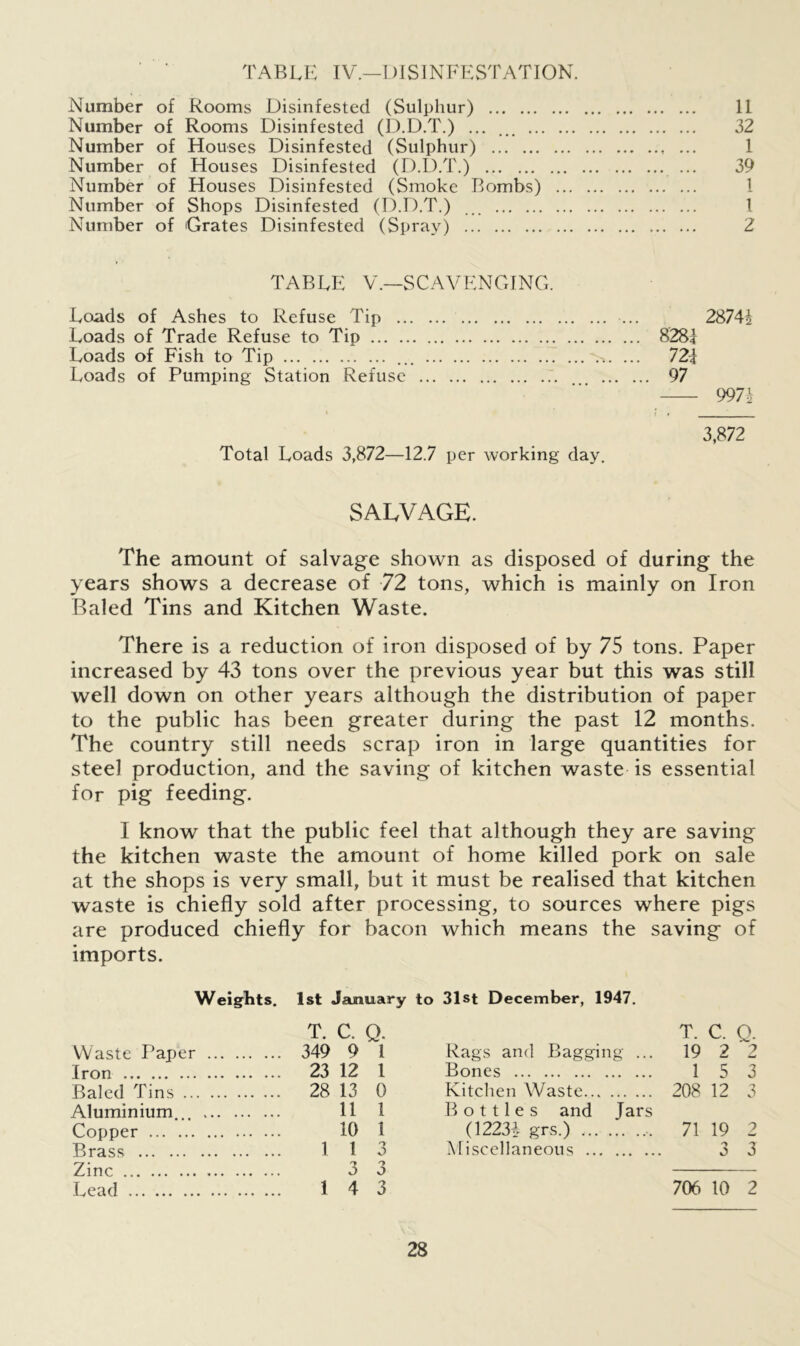 TABLE IV.—DISINFESTATION.
Number of Rooms Disinfested (Sulphur) ... ... ... ... ... ... ... 11
Number of Rooms Disinfested (D.D.T.) ... ... ... ... ... ... ... ... 32
Number of Houses Disinfested (Sulphur) ... ... ... ... ... ... ... 1
Number of Houses Disinfested (D.D.T.) ... ... ... ... ... ... ... 39
Number of Houses Disinfested (Smoke Bombs) ... ... ... ... ... 1
Number of Shops Disinfested (D.D.T.) ... ... ... ... ... ... ... ... 1
Number of Grates Disinfested (Spray) ... ... ... ... ... ... ... ... 2
TABLE V.—SCAVENGING.
Loads of Ashes to Refuse Tip ... ... ... ... ... ... ... ... ... 2874½
Loads of Trade Refuse to Tip ... ... ... ... ... ... ... ... ... ... 828¼
Loads of Fish to Tip ... ... ... ... ... ... ... ... ... ... ... ... ... 72¼
Loads of Pumping Station Refuse ... ... ... ... ... ... ... ... 97
997½
3,872
Total Loads 3,872—12.7 per working day.
SALVAGE.
The amount of salvage shown as disposed of during the
years shows a decrease of 72 tons, which is mainly on Iron
Baled Tins and Kitchen Waste.
There is a reduction of iron disposed of by 75 tons. Paper
increased by 43 tons over the previous year but this was still
well down on other years although the distribution of paper
to the public has been greater during the past 12 months.
The country still needs scrap iron in large quantities for
steel production, and the saving of kitchen waste is essential
for pig feeding.
I know that the public feel that although they are saving
the kitchen waste the amount of home killed pork on sale
at the shops is very small, but it must be realised that kitchen
waste is chiefly sold after processing, to sources where pigs
are produced chiefly for bacon which means the saving of
imports.
Weights. 1st January to 31st December, 1947.
T. C. Q.
Waste Paper ... ... ... 349 9 1
Iron ... ... ... ... ... ... 23 12 1
Baled Tins ... ... ... ... 28 13 0
Aluminium... ... ... ... 11 1
Copper ... ... ... ... ... 10 1
Brass ... ... ... ... ... 1 1 3
Zinc ... ... ... ... ... ... 3 3
Lead ... ... ... ... ... ... 1 4 3
T. C. Q.
Rags and Bagging ... 19 2 2
Bones ... ... ... ... ... 1 5 3
Kitchen Waste... ... ... 208 12 3
Bottles and Jars
(1223½ grs.) ... ... ... 71 19 2
Miscellaneous ... ... ... 3 3
706 10 2
28